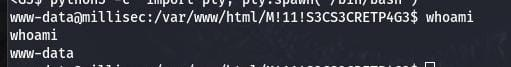 <G3$ python3 -c 'import pty; pty.spawn("/bin/bash")'
www-data@millisec:/var/www/html/M!11!S3CS3CRETP4G3$ whoami
whoami
www-data